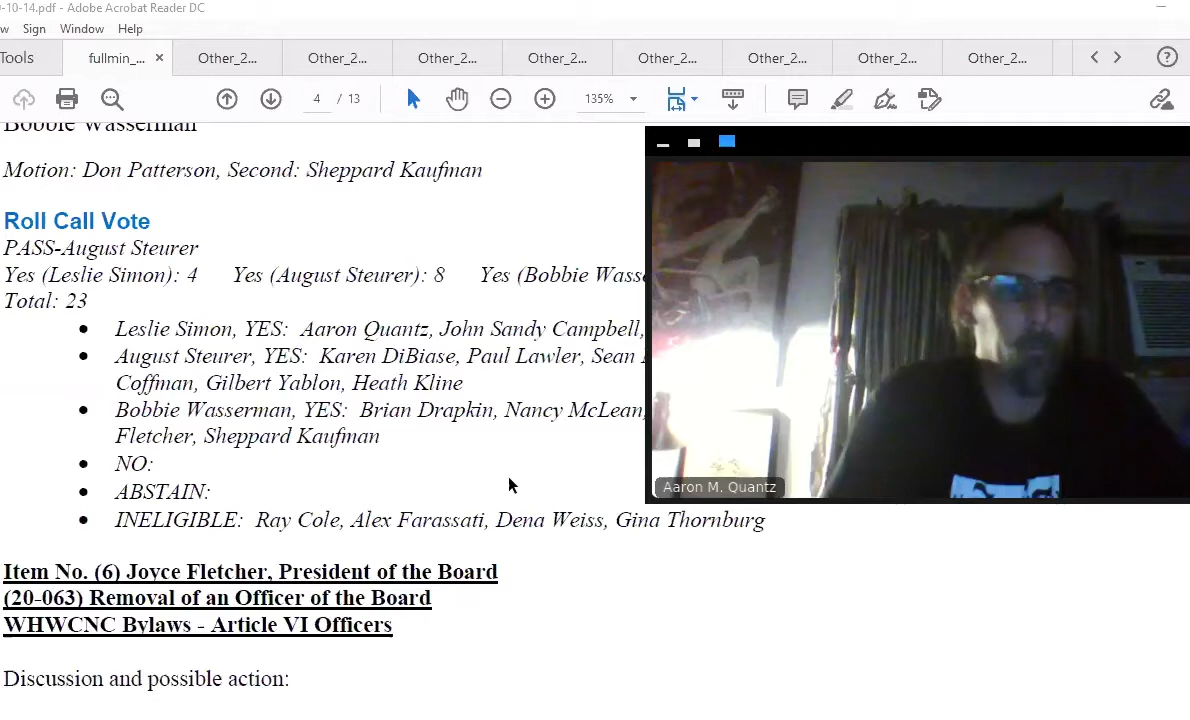 -10-14.pdf - Adobe Acrobat Reader DC
w Sign Window Help
Tools fullmin_... × Other_2... Other_2... Other_2... Other_2... Other_2... Other_2... Other_2... Other_2...
4 / 13 135%
Bobbie Wasserman
Motion: Don Patterson, Second: Sheppard Kaufman
Roll Call Vote
PASS-August Steurer
Yes (Leslie Simon): 4 Yes (August Steurer): 8 Yes (Bobbie Wasse
Total: 23
• Leslie Simon, YES: Aaron Quantz, John Sandy Campbell,
• August Steurer, YES: Karen DiBiase, Paul Lawler, Sean
Coffman, Gilbert Yablon, Heath Kline
• Bobbie Wasserman, YES: Brian Drapkin, Nancy McLean,
Fletcher, Sheppard Kaufman
• NO:
• ABSTAIN:
• INELIGIBLE: Ray Cole, Alex Farassati, Dena Weiss, Gina Thornburg
Aaron M. Quantz
Item No. (6) Joyce Fletcher, President of the Board
(20-063) Removal of an Officer of the Board
WHWCNC Bylaws - Article VI Officers
Discussion and possible action: